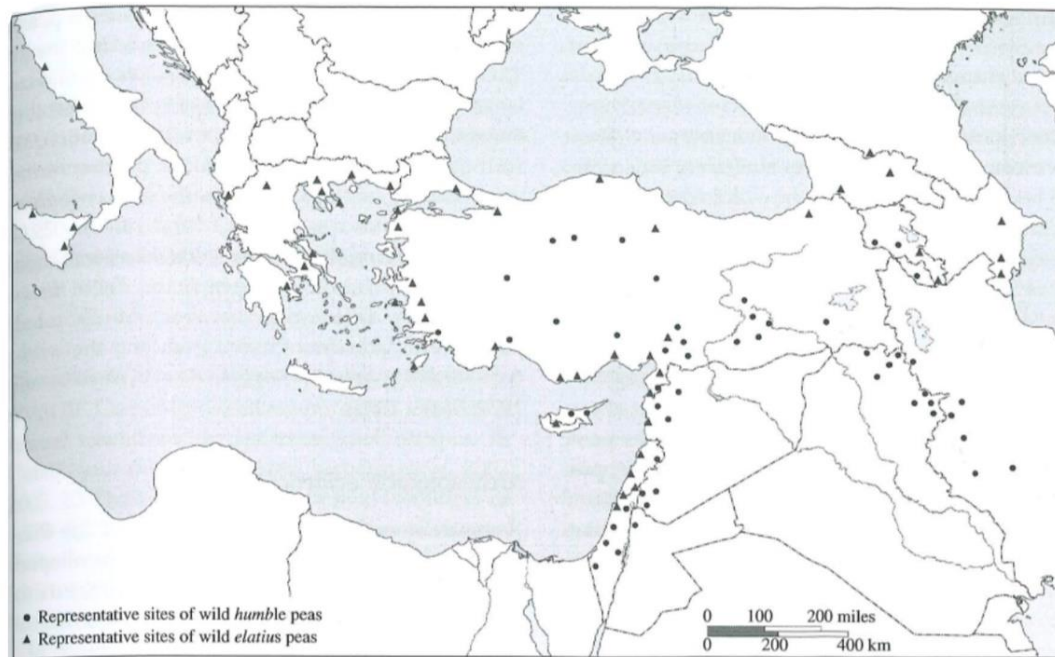 ● Representative sites of wild humble peas
▲ Representative sites of wild elatius peas
0 100 200 miles
0 200 400 km